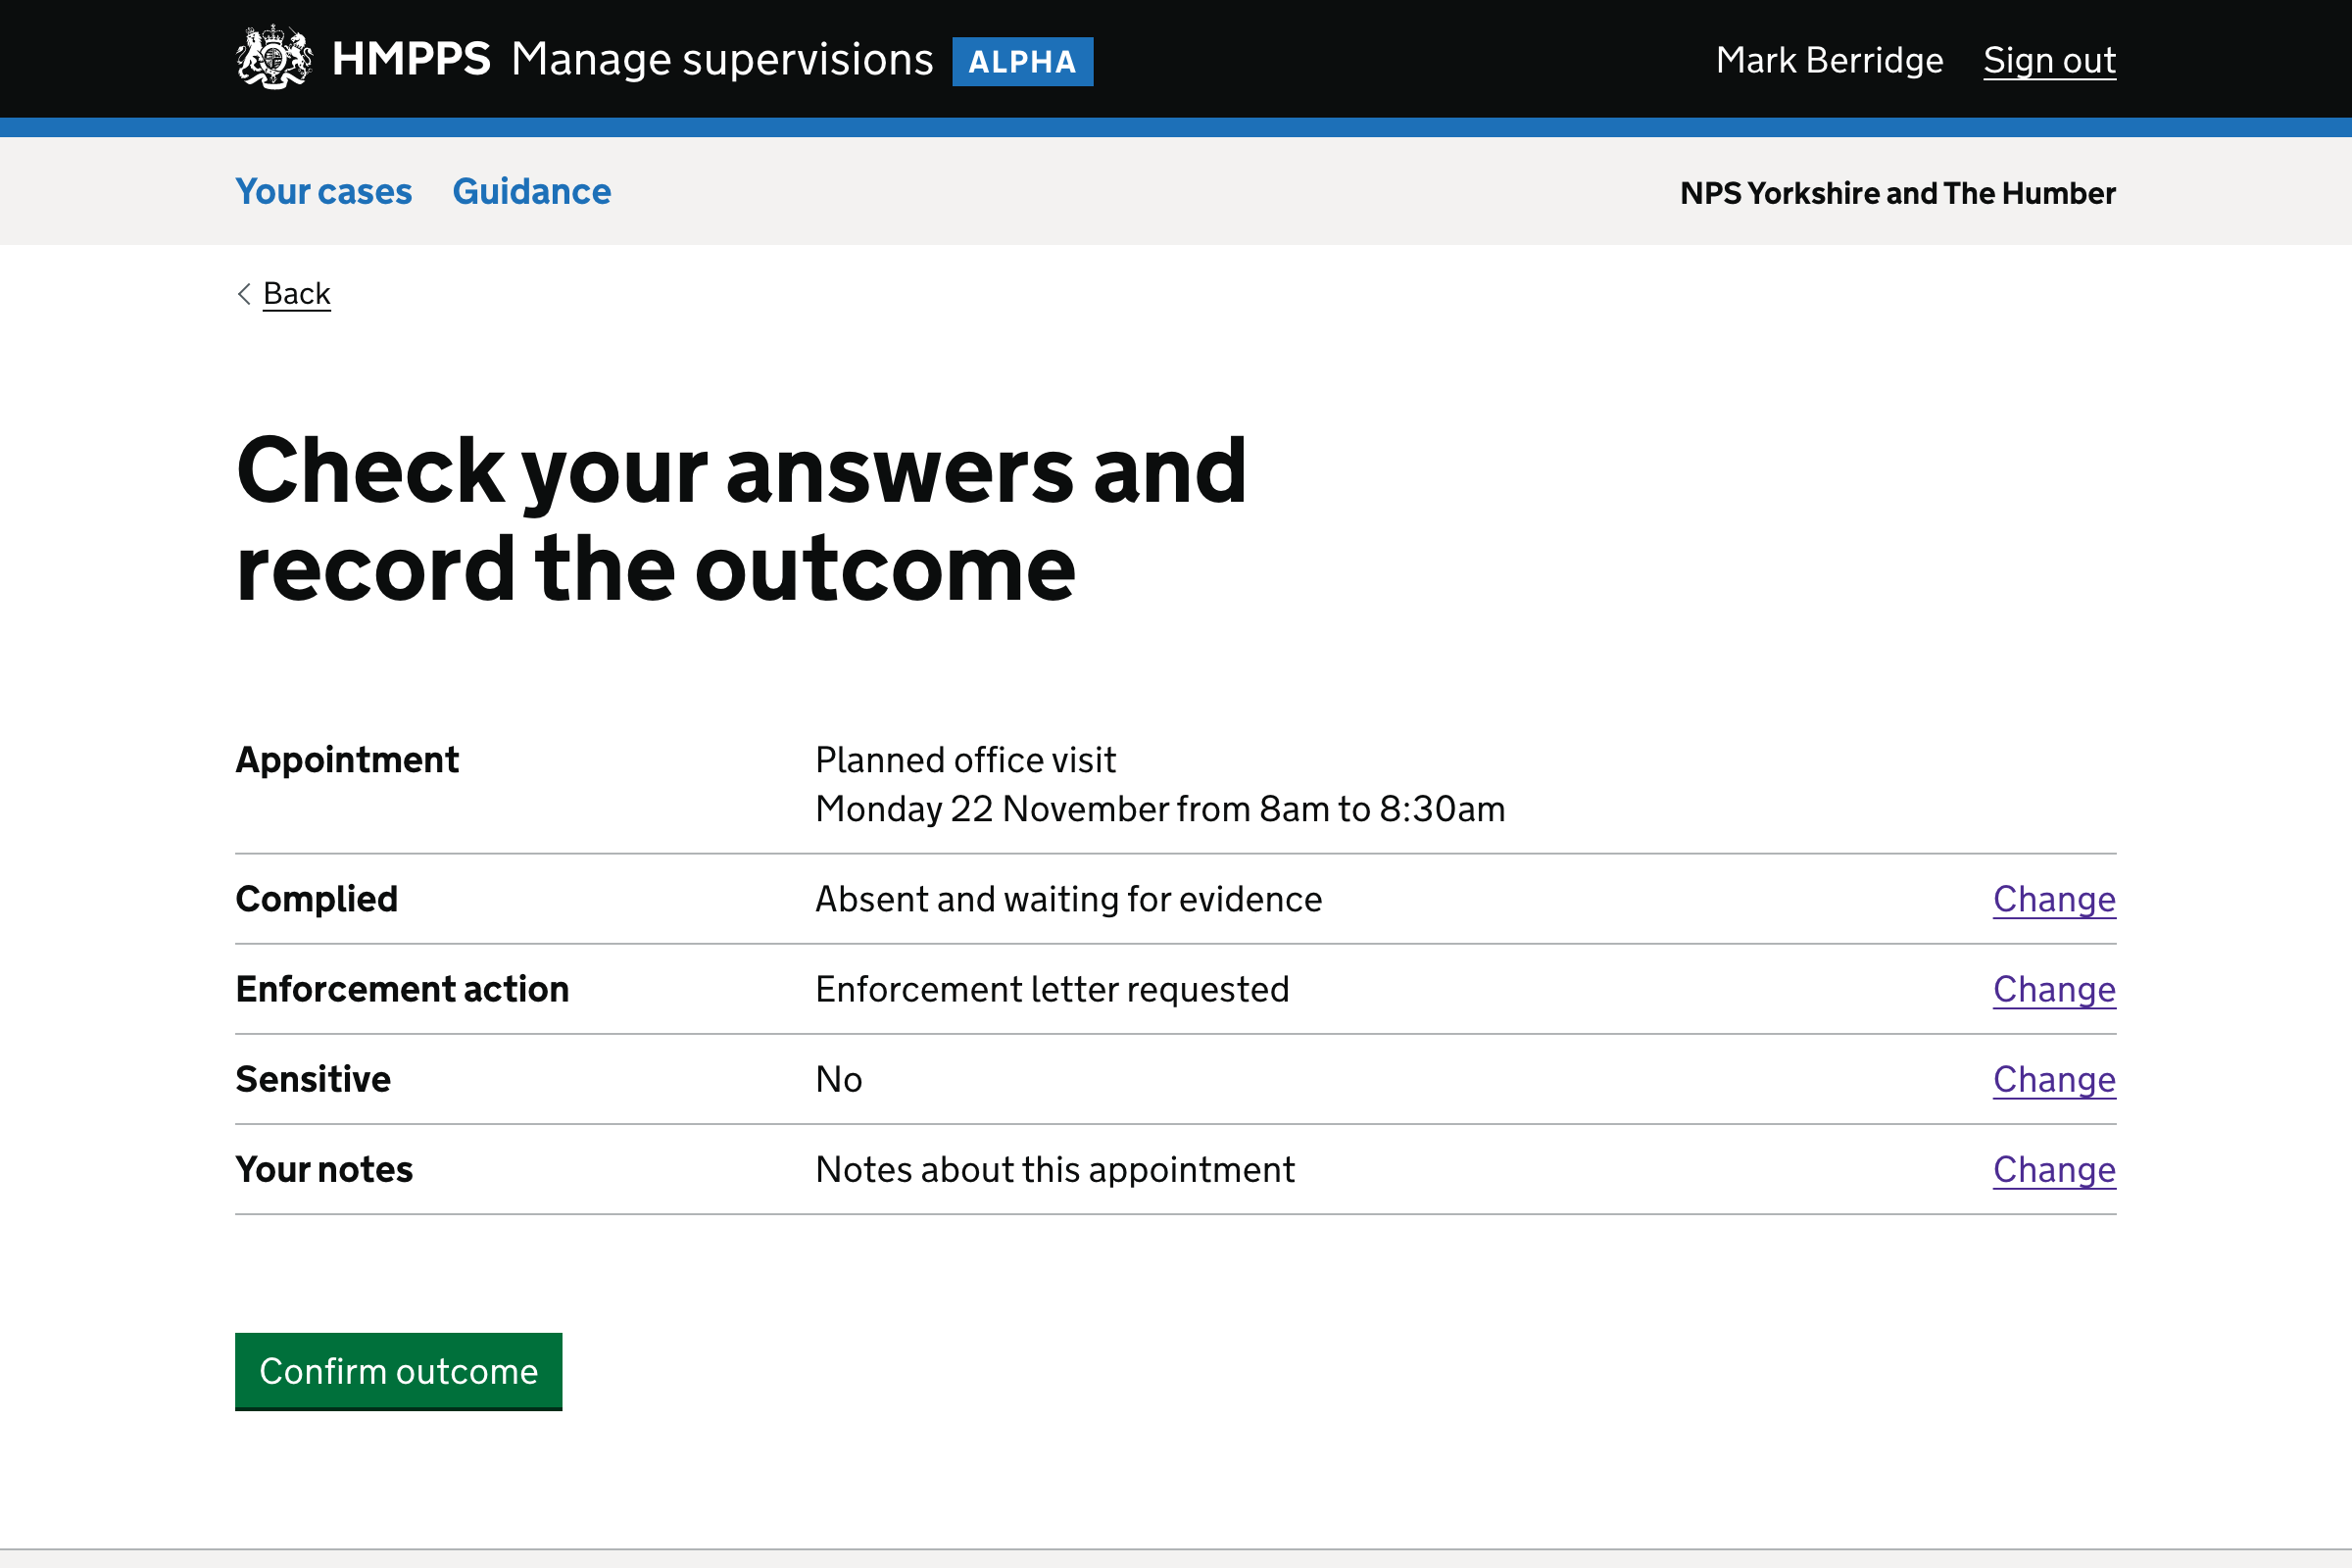 HMPPS Manage supervisions ALPHA
Mark Berridge Sign out
Your cases Guidance
NPS Yorkshire and The Humber
Back
Check your answers and
record the outcome
Appointment Planned office visit
Monday 22 November from 8am to 8:30am
Complied Absent and waiting for evidence Change
Enforcement action Enforcement letter requested Change
Sensitive No Change
Your notes Notes about this appointment Change
Confirm outcome